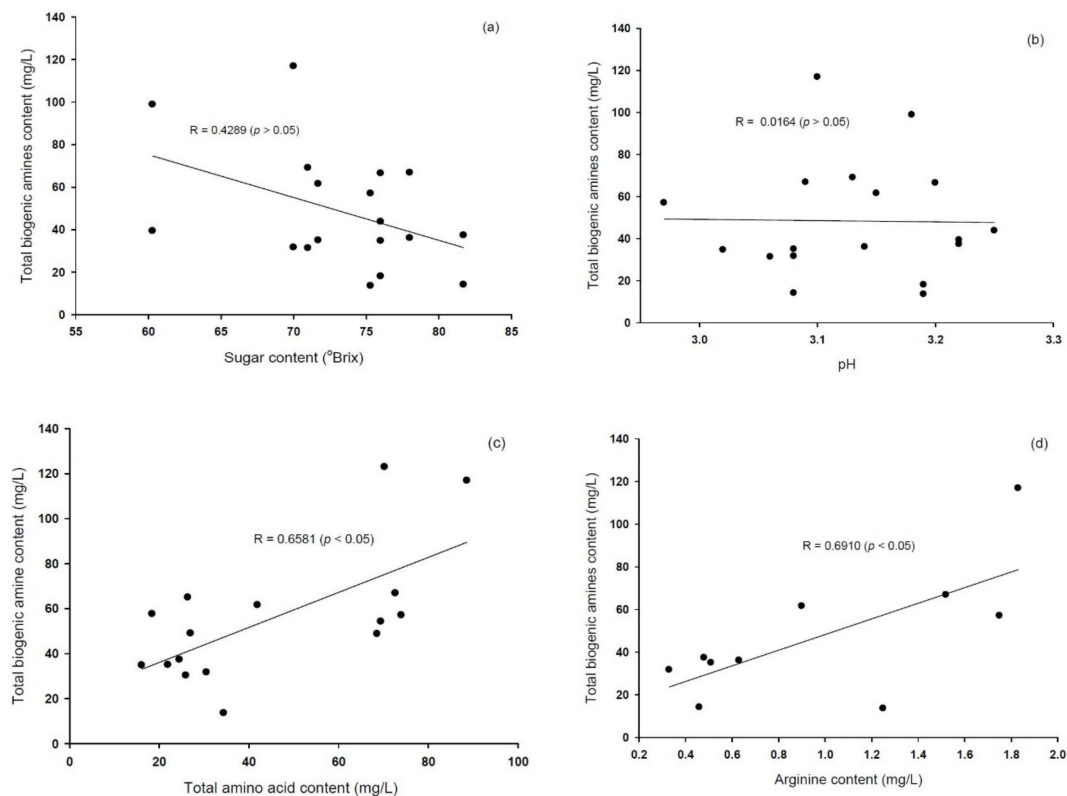 (a)
Total biogenic amines content (mg/L)
140
120
100
80
60
40
20
0
R = 0.4289 (p > 0.05)
55 60 65 70 75 80 85
Sugar content (°Brix)
(b)
Total biogenic amines content (mg/L)
140
120
100
80
60
40
20
0
R = 0.0164 (p > 0.05)
3.0 3.1 3.2 3.3
pH
(c)
Total biogenic amine content (mg/L)
140
120
100
80
60
40
20
0
R = 0.6581 (p < 0.05)
0 20 40 60 80 100
Total amino acid content (mg/L)
(d)
Total biogenic amines content (mg/L)
140
120
100
80
60
40
20
0
R = 0.6910 (p < 0.05)
0.2 0.4 0.6 0.8 1.0 1.2 1.4 1.6 1.8 2.0
Arginine content (mg/L)